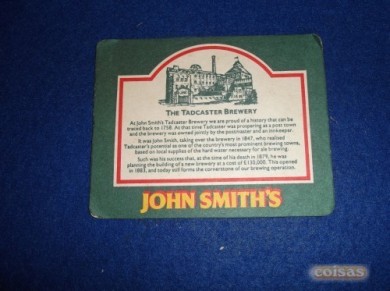 THE TADCASTER BREWERY
At John Smith's Tadcaster Brewery we are proud of a history that can be
traced back to 1758. At that time Tadcaster was prospering as a post town
and the brewery was owned jointly by the postmaster and an innkeeper.
It was John Smith, taking over the brewery in 1847, who realised
Tadcaster's potential as one of the country's most prominent brewing towns,
based on local supplies of the hard water necessary for ale brewing.
Such was his success that, at the time of his death in 1879, he was
planning the building of a new brewery at a cost of £130,000. This opened
in 1883, and today still forms the cornerstone of our brewing operation.
JOHN SMITH'S
coisas